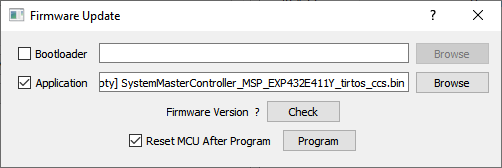 Firmware Update
Bootloader Browse
Application pty] SystemMasterController_MSP_EXP432E411Y_tirtos_ccs.bin Browse
Firmware Version ? Check
Reset MCU After Program Program